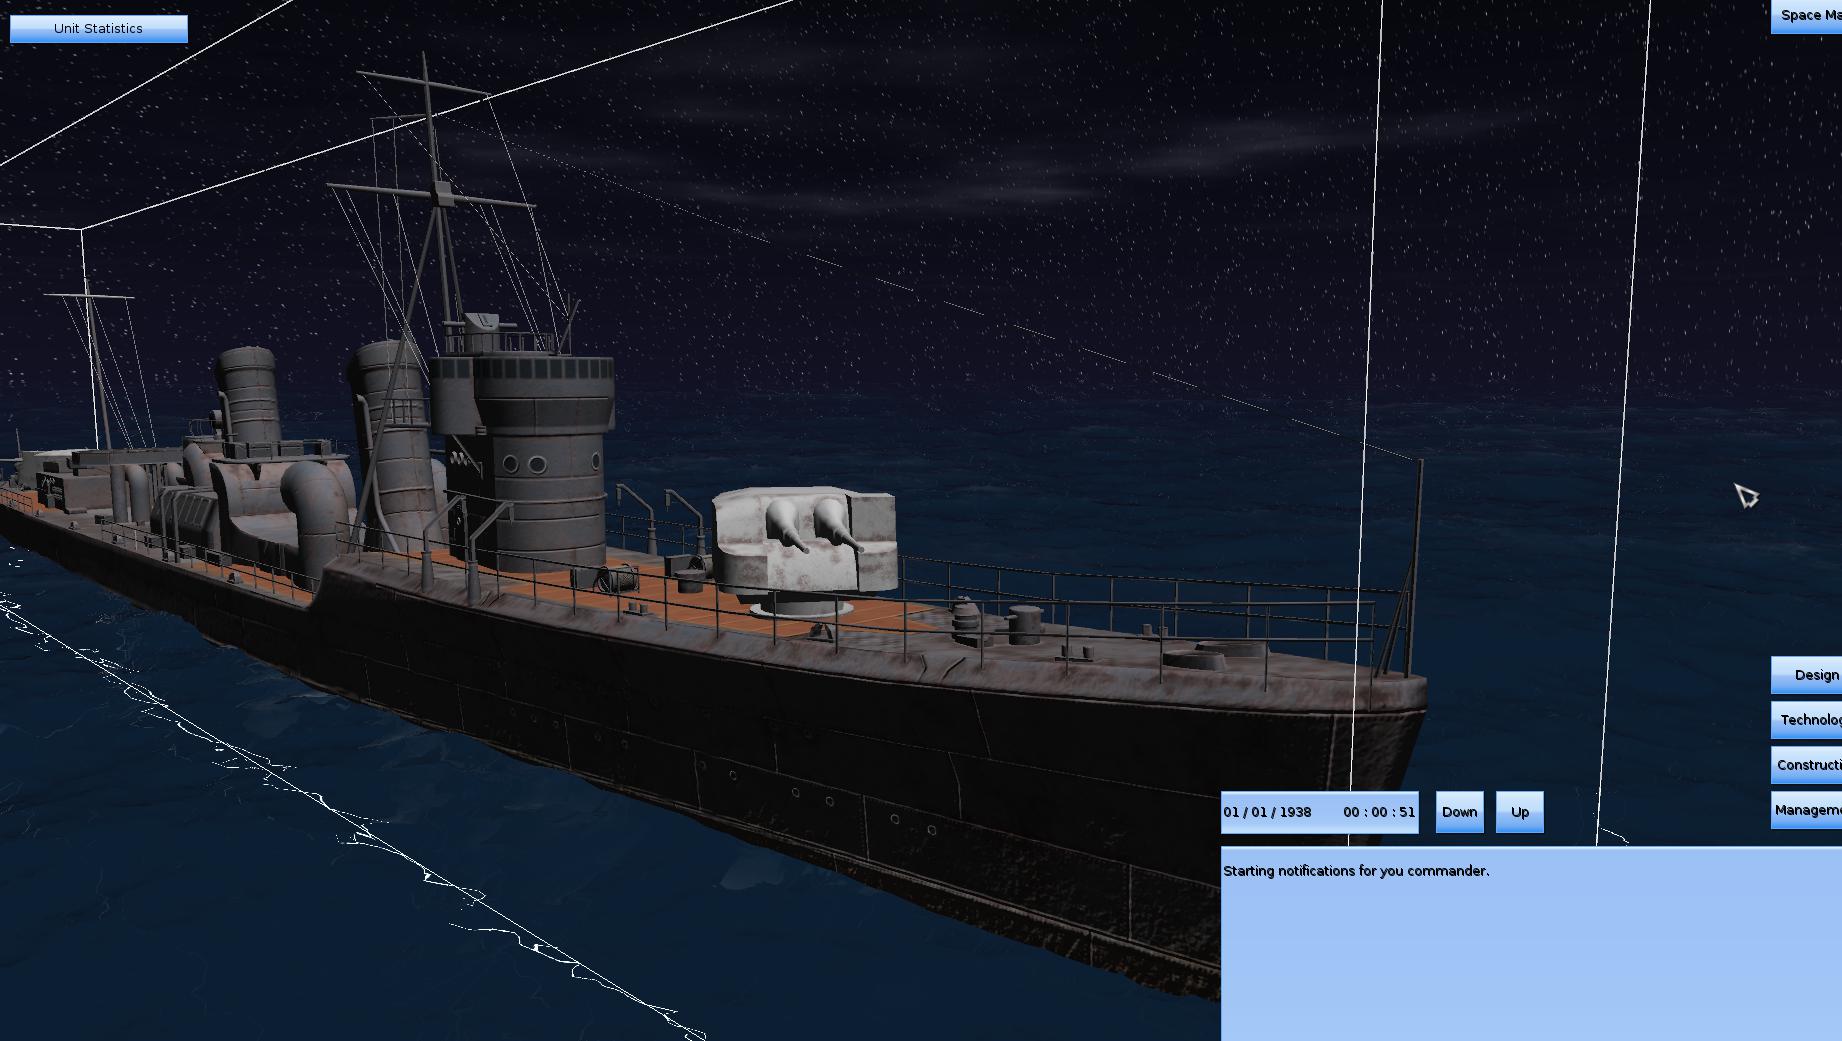 Unit Statistics
Space Ma
Design
Technolog
Constructi
Manageme
01 / 01 / 1938 00 : 00 : 51
Down
Up
Starting notifications for you commander.